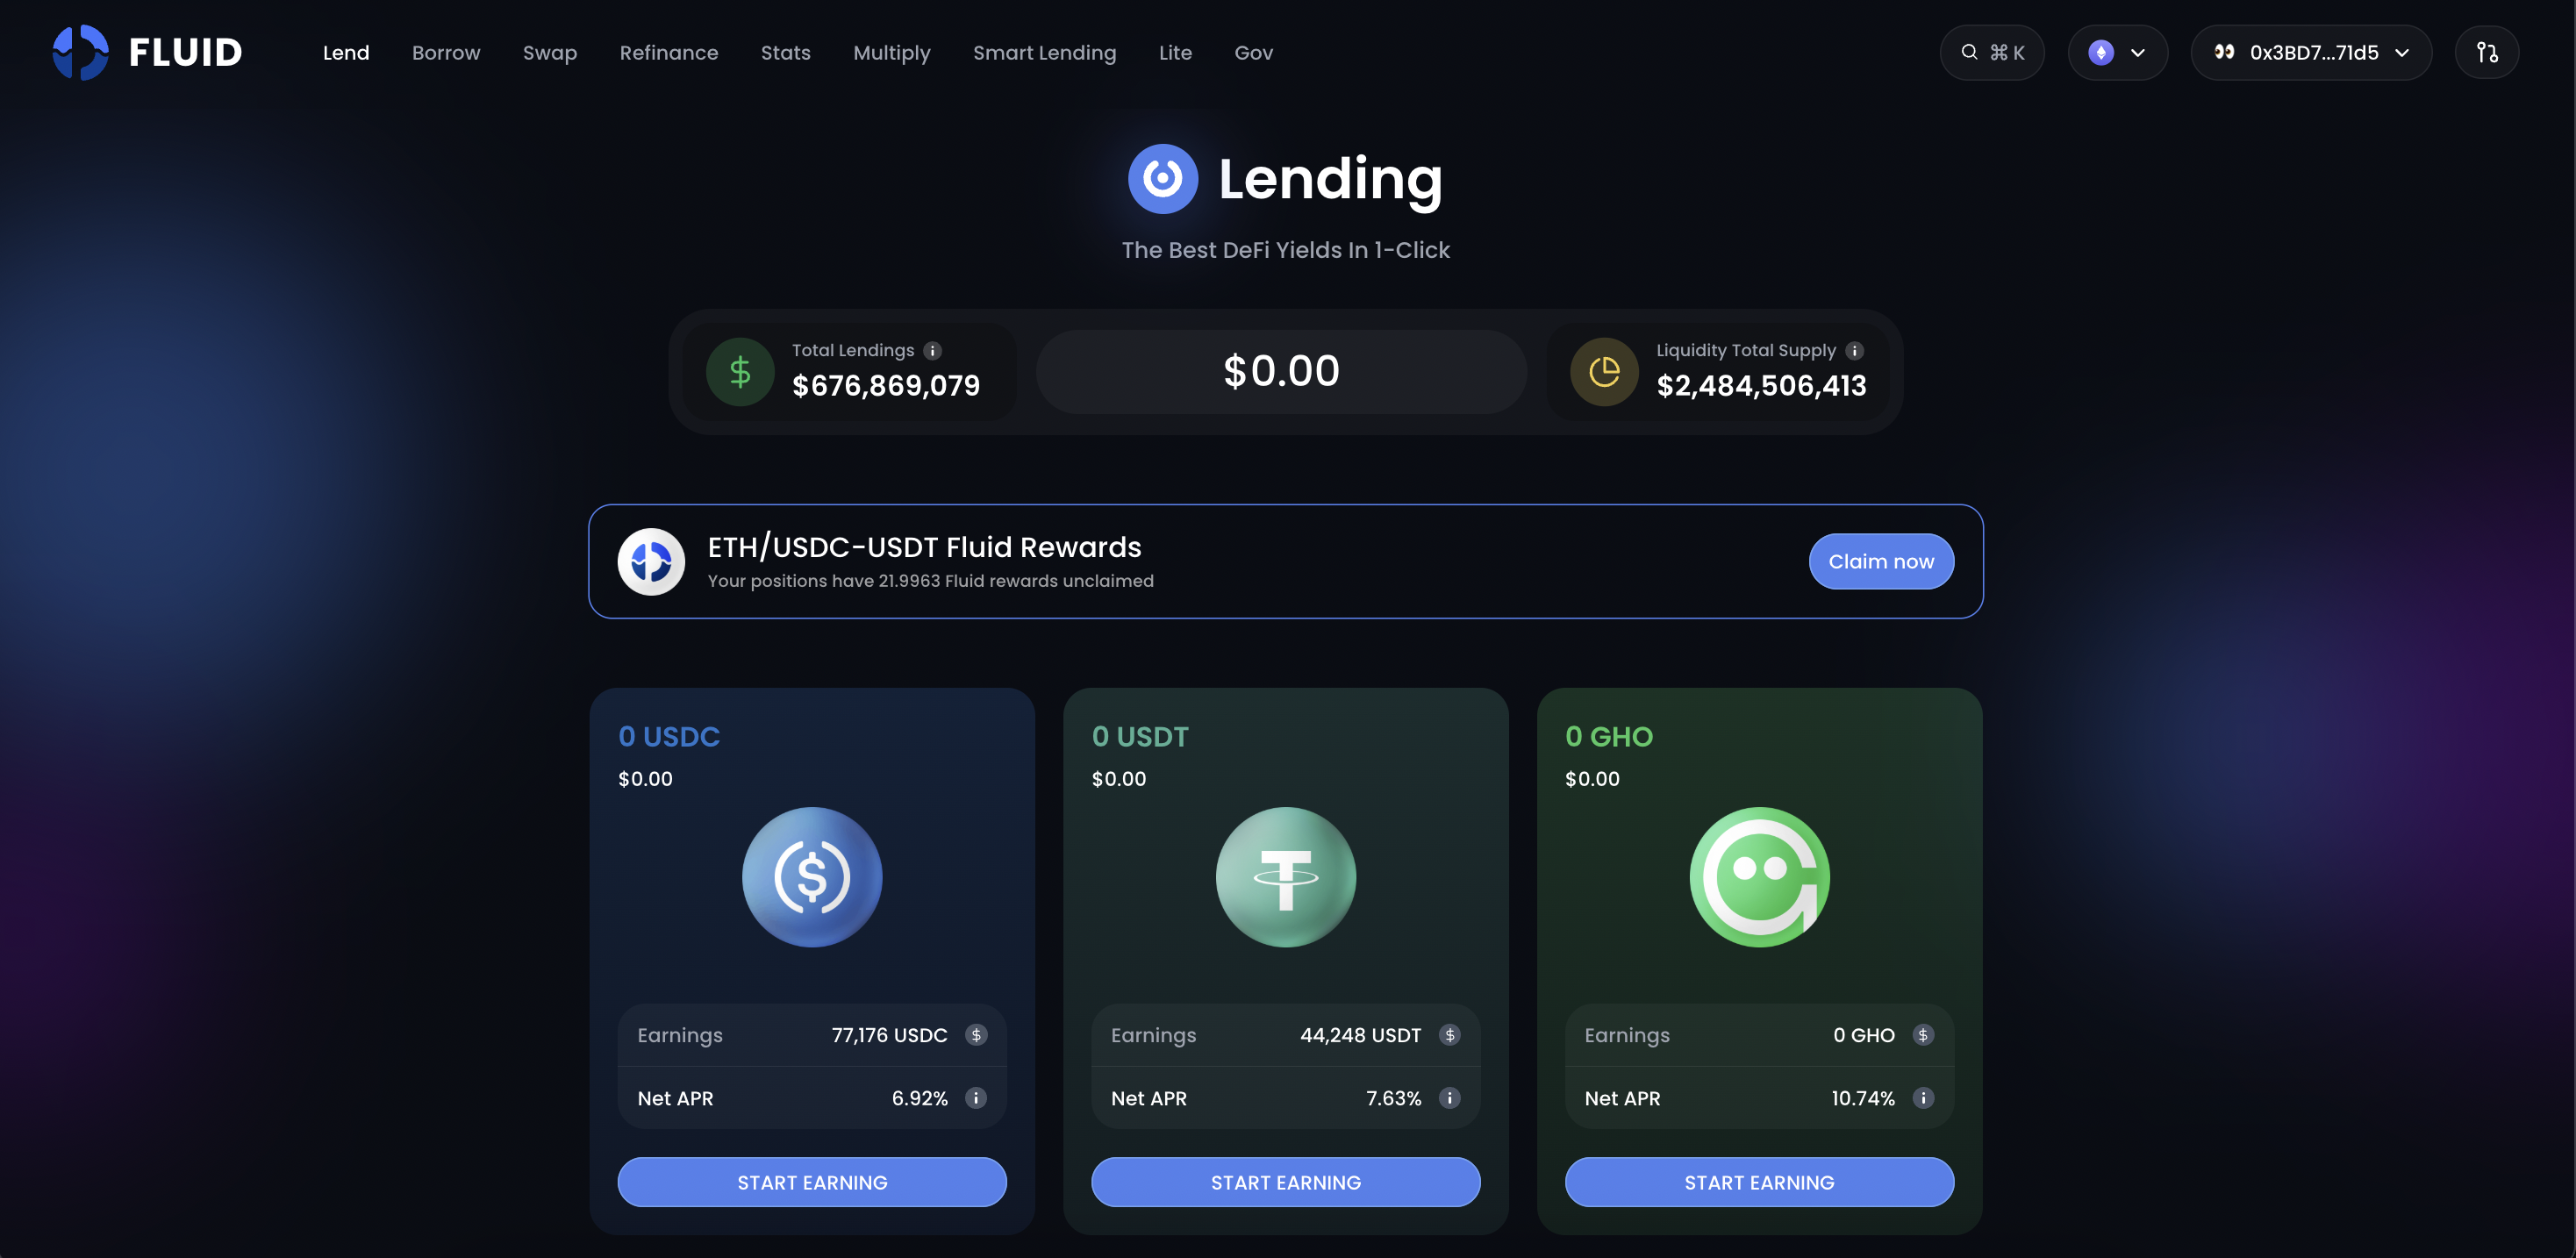 FLUID
Lend Borrow Swap Refinance Stats Multiply Smart Lending Lite Gov
⌘ K
0x3BD7...71d5
Lending
The Best DeFi Yields In 1-Click
Total Lendings
$676,869,079
$0.00
Liquidity Total Supply
$2,484,506,413
ETH/USDC-USDT Fluid Rewards
Your positions have 21.9963 Fluid rewards unclaimed
Claim now
0 USDC
$0.00
Earnings 77,176 USDC
Net APR 6.92%
START EARNING
0 USDT
$0.00
Earnings 44,248 USDT
Net APR 7.63%
START EARNING
0 GHO
$0.00
Earnings 0 GHO
Net APR 10.74%
START EARNING